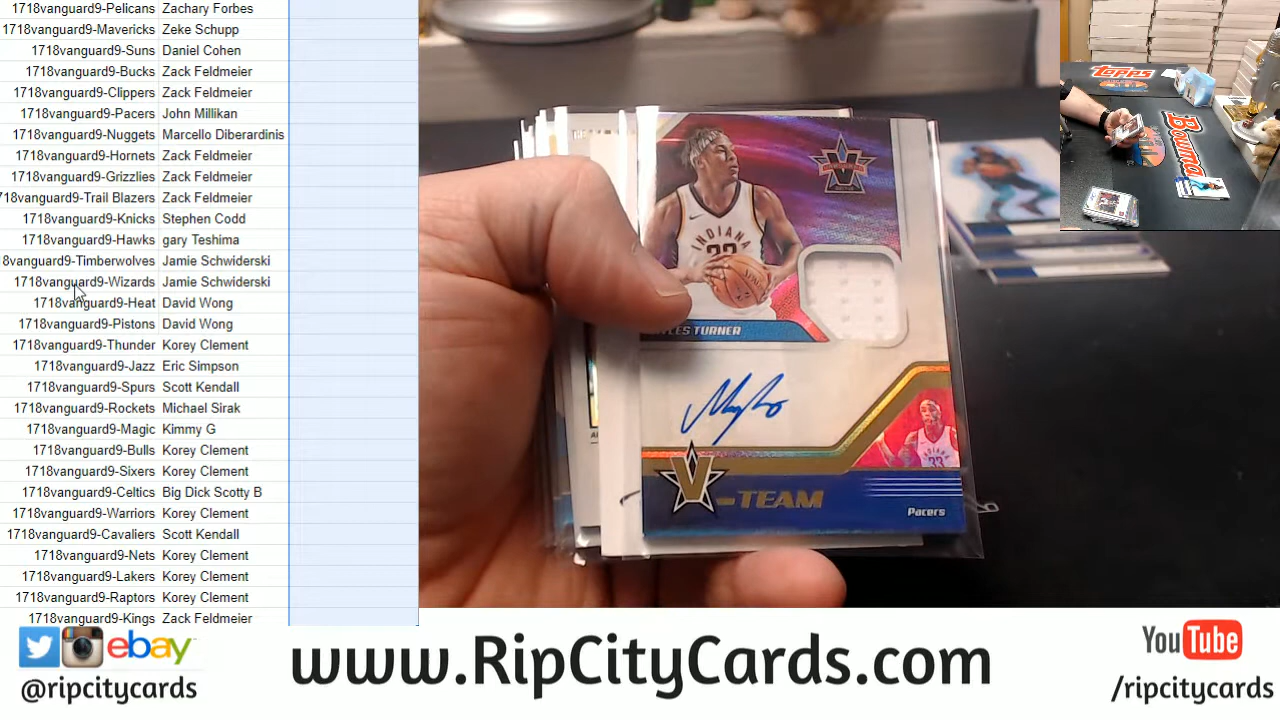 1718vanguard9-Pelicans Zachary Forbes
1718vanguard9-Mavericks Zeke Schupp
1718vanguard9-Suns Daniel Cohen
1718vanguard9-Bucks Zack Feldmeier
1718vanguard9-Clippers Zack Feldmeier
1718vanguard9-Pacers John Millikan
1718vanguard9-Nuggets Marcello Diberardinis
1718vanguard9-Hornets Zack Feldmeier
1718vanguard9-Grizzlies Zack Feldmeier
1718vanguard9-Trail Blazers Zack Feldmeier
1718vanguard9-Knicks Stephen Codd
1718vanguard9-Hawks gary Teshima
8vanguard9-Timberwolves Jamie Schwiderski
1718vanguard9-Wizards Jamie Schwiderski
1718vanguard9-Heat David Wong
1718vanguard9-Pistons David Wong
1718vanguard9-Thunder Korey Clement
1718vanguard9-Jazz Eric Simpson
1718vanguard9-Spurs Scott Kendall
1718vanguard9-Rockets Michael Sirak
1718vanguard9-Magic Kimmy G
1718vanguard9-Bulls Korey Clement
1718vanguard9-Sixers Korey Clement
1718vanguard9-Celtics Big Dick Scotty B
1718vanguard9-Warriors Korey Clement
1718vanguard9-Cavaliers Scott Kendall
1718vanguard9-Nets Korey Clement
1718vanguard9-Lakers Korey Clement
1718vanguard9-Raptors Korey Clement
1718vanguard9-Kings Zack Feldmeier
INDIANA
33
TURNER
V-TEAM
Pacers
33
Topps
Bowma
ebay
@ripcitycards
www.RipCityCards.com
YouTube
/ripcitycards